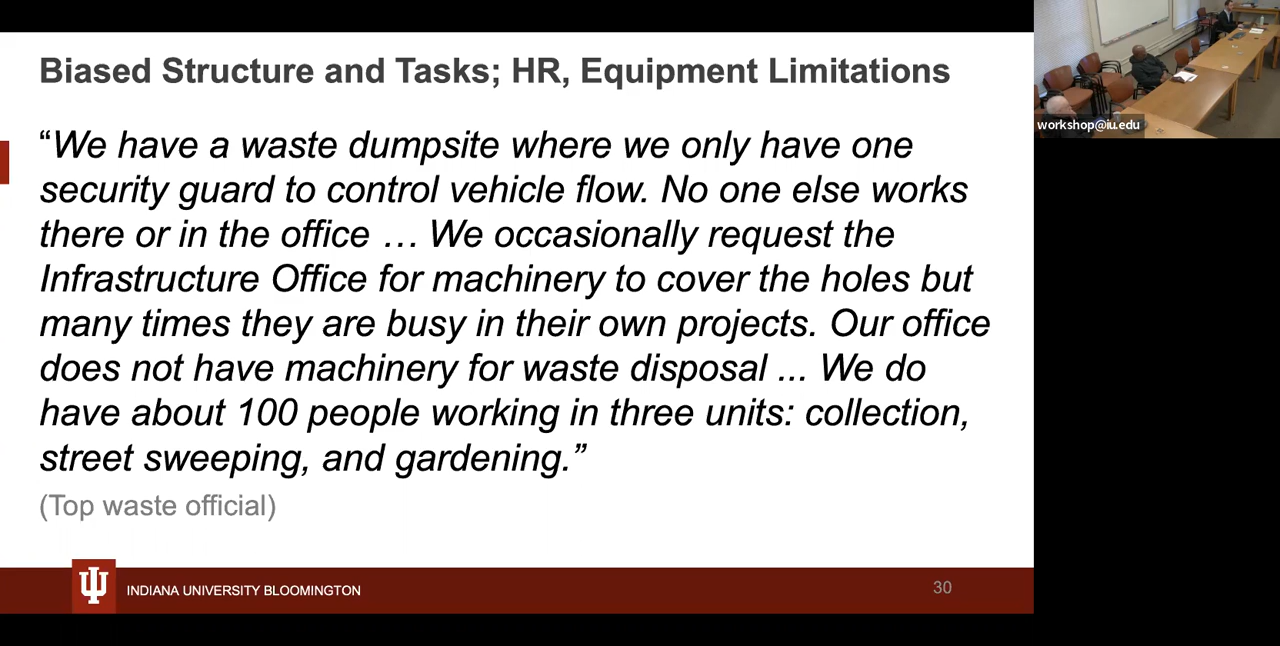 Biased Structure and Tasks; HR, Equipment Limitations
“We have a waste dumpsite where we only have one
security guard to control vehicle flow. No one else works
there or in the office … We occasionally request the
Infrastructure Office for machinery to cover the holes but
many times they are busy in their own projects. Our office
does not have machinery for waste disposal ... We do
have about 100 people working in three units: collection,
street sweeping, and gardening.”
(Top waste official)
INDIANA UNIVERSITY BLOOMINGTON
30
workshop@iu.edu